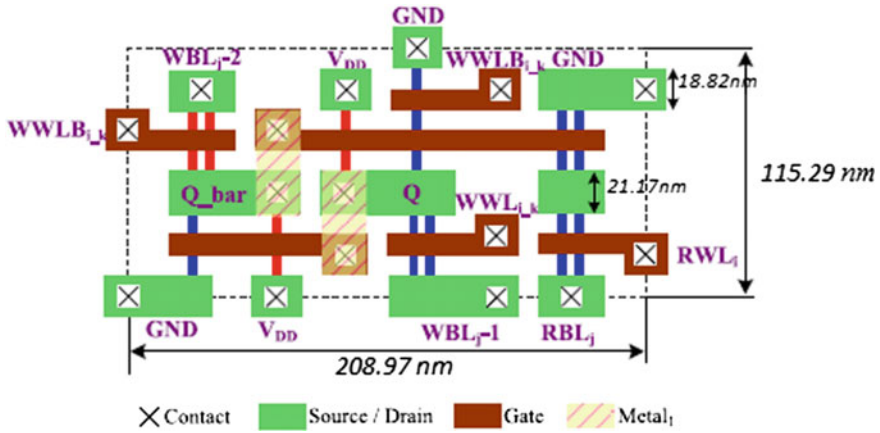 GND
WBLj-2 VDD WWLBi_k GND
18.82nm
WWLBi_k
Q_bar Q 21.17nm 115.29 nm
WWLi_k
RWLi
GND VDD WBLj-1 RBLj
208.97 nm
Contact Source / Drain Gate Metal1